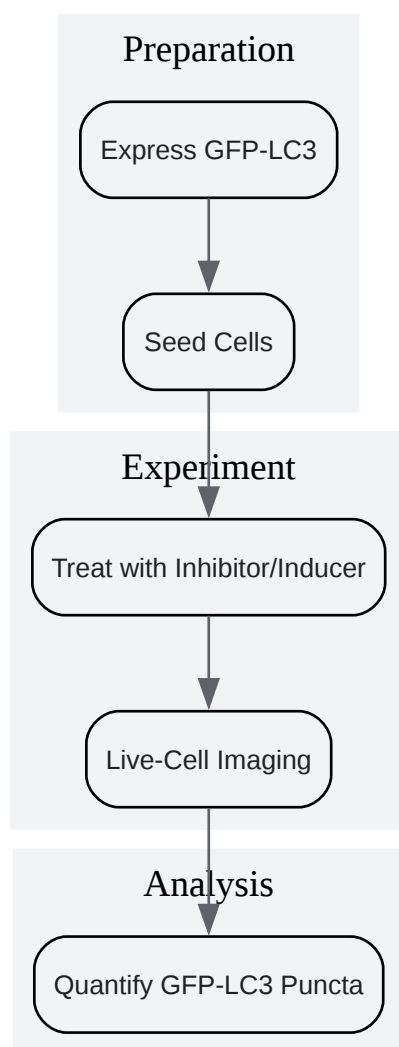 Preparation
Express GFP-LC3
Seed Cells
Experiment
Treat with Inhibitor/Inducer
Live-Cell Imaging
Analysis
Quantify GFP-LC3 Puncta